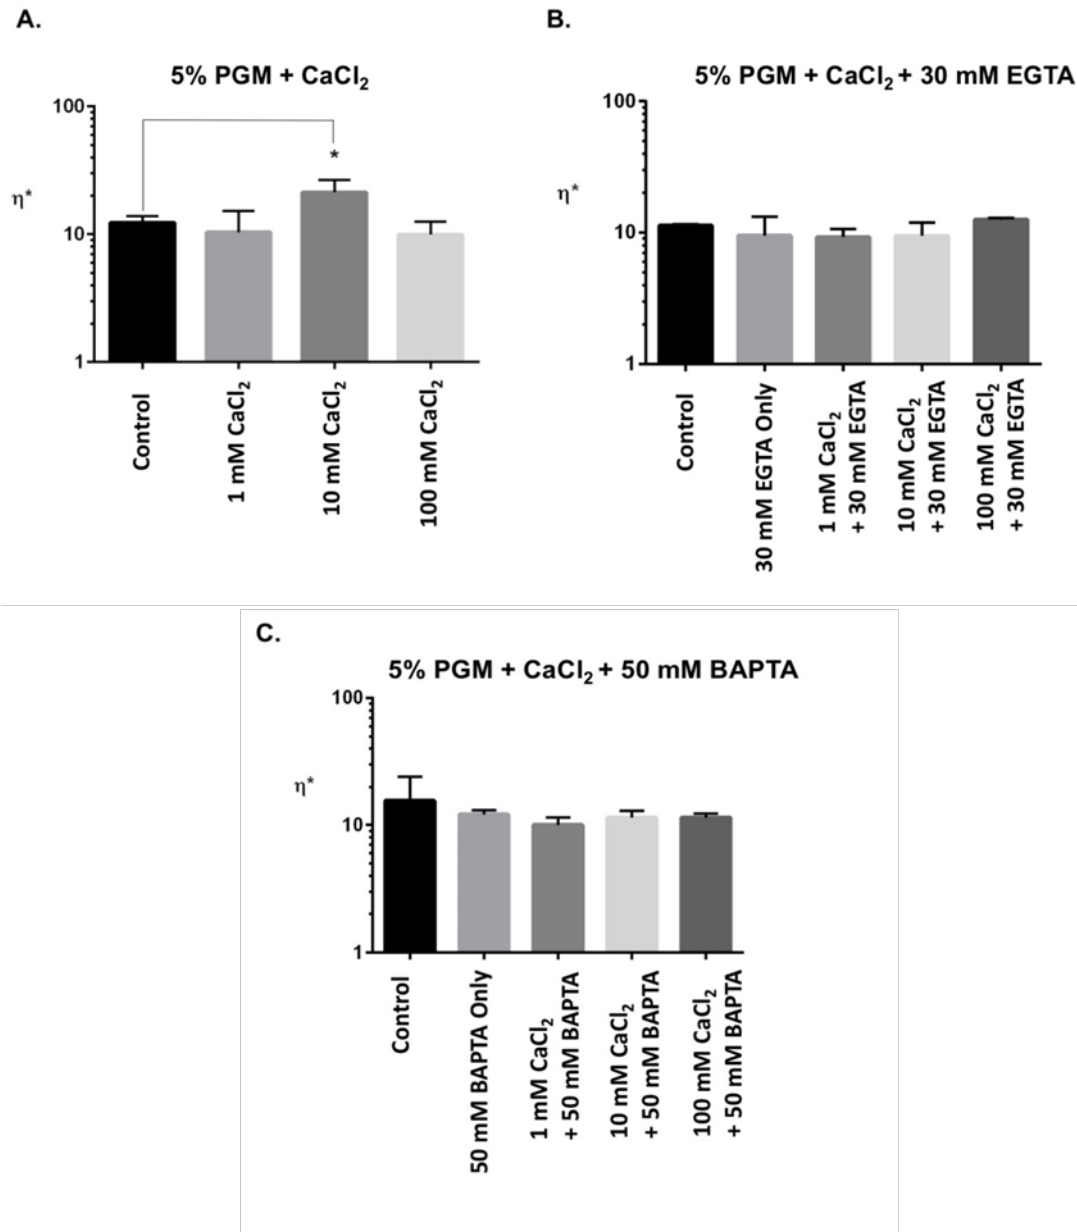 A.
5% PGM + CaCl₂
100
10
1
η*
*
Control
1 mM CaCl₂
10 mM CaCl₂
100 mM CaCl₂
B.
5% PGM + CaCl₂ + 30 mM EGTA
100
10
1
η*
Control
30 mM EGTA Only
1 mM CaCl₂
+ 30 mM EGTA
10 mM CaCl₂
+ 30 mM EGTA
100 mM CaCl₂
+ 30 mM EGTA
C.
5% PGM + CaCl₂ + 50 mM BAPTA
100
10
1
η*
Control
50 mM BAPTA Only
1 mM CaCl₂
+ 50 mM BAPTA
10 mM CaCl₂
+ 50 mM BAPTA
100 mM CaCl₂
+ 50 mM BAPTA